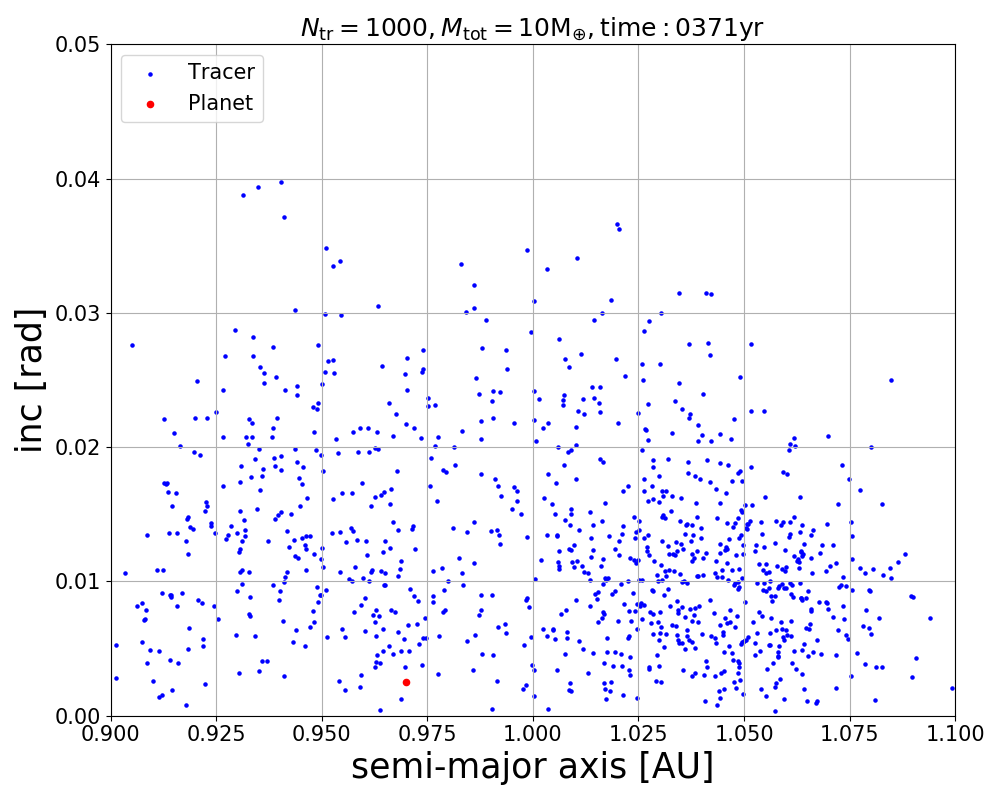 N_tr = 1000, M_tot = 10M_⊕, time : 0371yr
Tracer
Planet
0.05
0.04
0.03
0.02
0.01
0.00
inc [rad]
0.900 0.925 0.950 0.975 1.000 1.025 1.050 1.075 1.100
semi-major axis [AU]